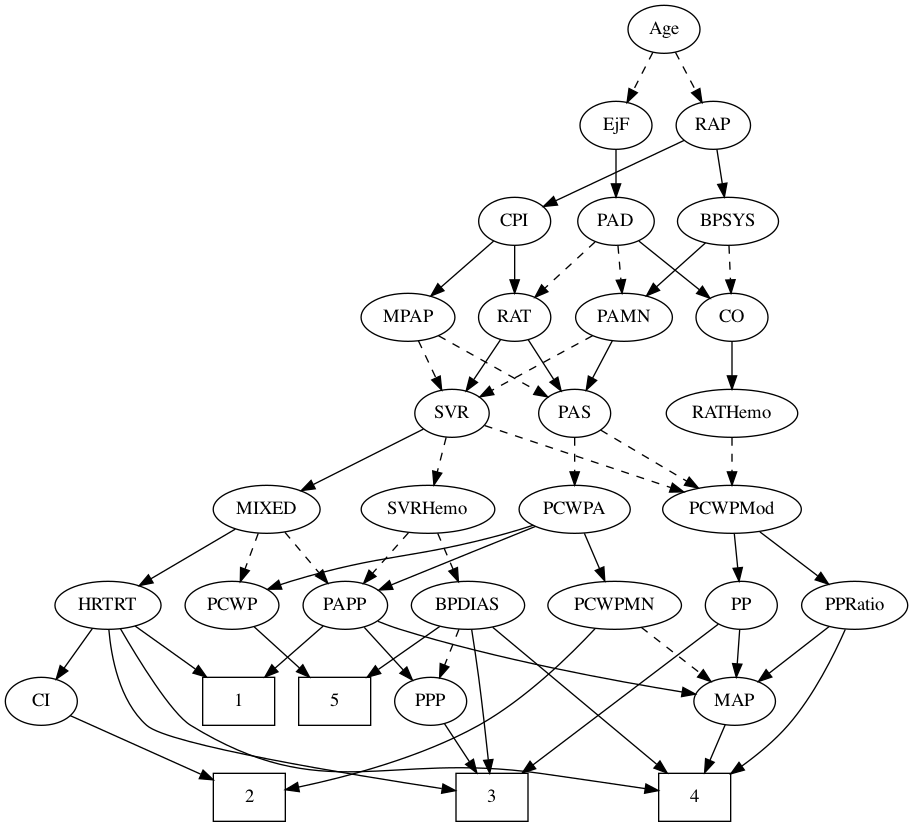 Age
EjF RAP
CPI PAD BPSYS
MPAP RAT PAMN CO
SVR PAS RATHemo
MIXED SVRHemo PCWPA PCWPMod
HRTRT PCWP PAPP BPDIAS PCWPMN PP PPRatio
CI 1 5 PPP MAP
2 3 4